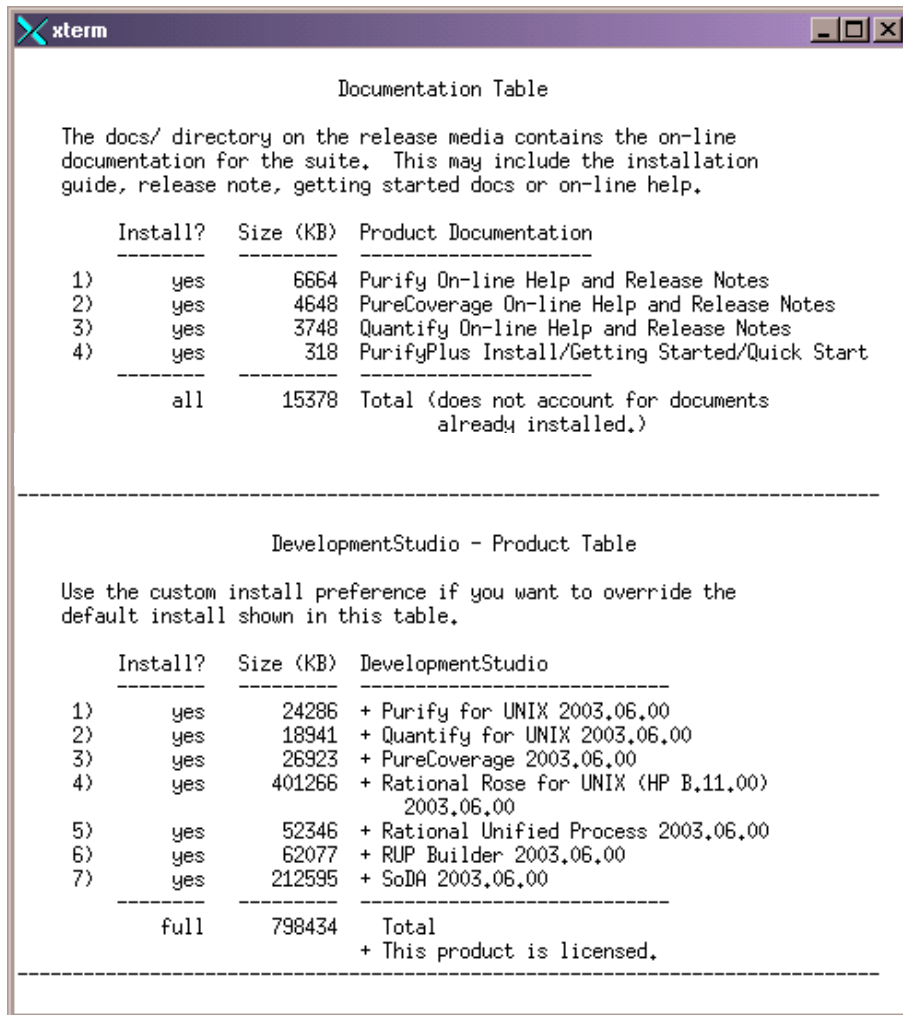 xterm
Documentation Table
The docs/ directory on the release media contains the on-line
documentation for the suite.  This may include the installation
guide, release note, getting started docs or on-line help.
Install?   Size (KB)  Product Documentation
--------   ---------  ---------------------
1)       yes        6664  Purify On-line Help and Release Notes
2)       yes        4648  PureCoverage On-line Help and Release Notes
3)       yes        3748  Quantify On-line Help and Release Notes
4)       yes         318  PurifyPlus Install/Getting Started/Quick Start
--------   ---------  ---------------------
all       15378  Total (does not account for documents
already installed.)
------------------------------------------------------------------------------
DevelopmentStudio - Product Table
Use the custom install preference if you want to override the
default install shown in this table.
Install?   Size (KB)  DevelopmentStudio
--------   ---------  ----------------------------
1)       yes       24286  + Purify for UNIX 2003.06.00
2)       yes       18941  + Quantify for UNIX 2003.06.00
3)       yes       26923  + PureCoverage 2003.06.00
4)       yes      401266  + Rational Rose for UNIX (HP B.11.00)
2003.06.00
5)       yes       52346  + Rational Unified Process 2003.06.00
6)       yes       62077  + RUP Builder 2003.06.00
7)       yes      212595  + SoDA 2003.06.00
--------   ---------  ----------------------------
full      798434    Total
+ This product is licensed.
------------------------------------------------------------------------------